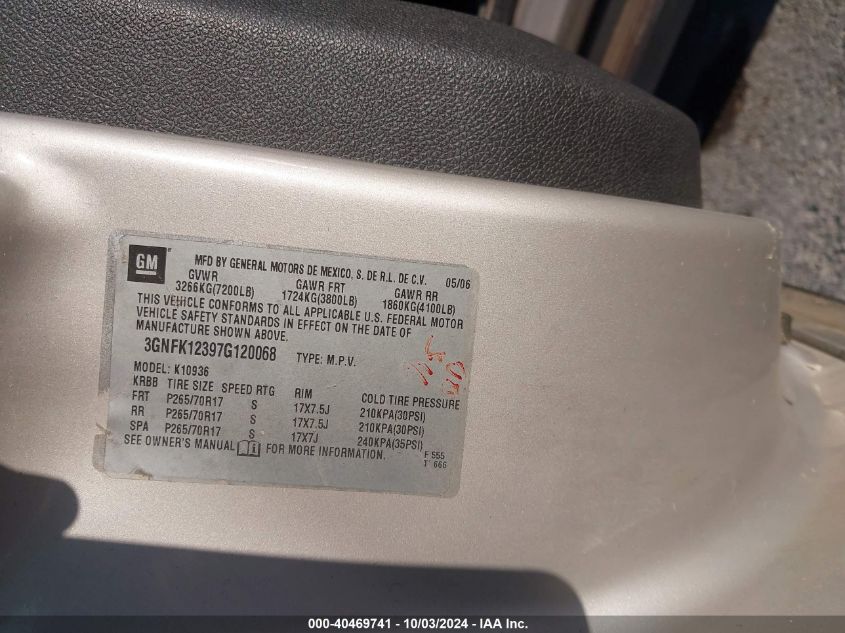 GM
MFD BY GENERAL MOTORS DE MEXICO, S. DE R.L. DE C.V. 05/06
GVWR GAWR FRT GAWR RR
3266KG(7200LB) 1724KG(3800LB) 1860KG(4100LB)
THIS VEHICLE CONFORMS TO ALL APPLICABLE U.S. FEDERAL MOTOR
VEHICLE SAFETY STANDARDS IN EFFECT ON THE DATE OF
MANUFACTURE SHOWN ABOVE.
3GNFK12397G120068 TYPE: M.P.V.
MODEL: K10936
KRBB TIRE SIZE SPEED RTG RIM COLD TIRE PRESSURE
FRT P265/70R17 S 17X7.5J 210KPA(30PSI)
RR P265/70R17 S 17X7.5J 210KPA(30PSI)
SPA P265/70R17 S 17X7J 240KPA(35PSI)
SEE OWNER'S MANUAL FOR MORE INFORMATION.
F 555
T 666
000-40469741 - 10/03/2024 - IAA Inc.